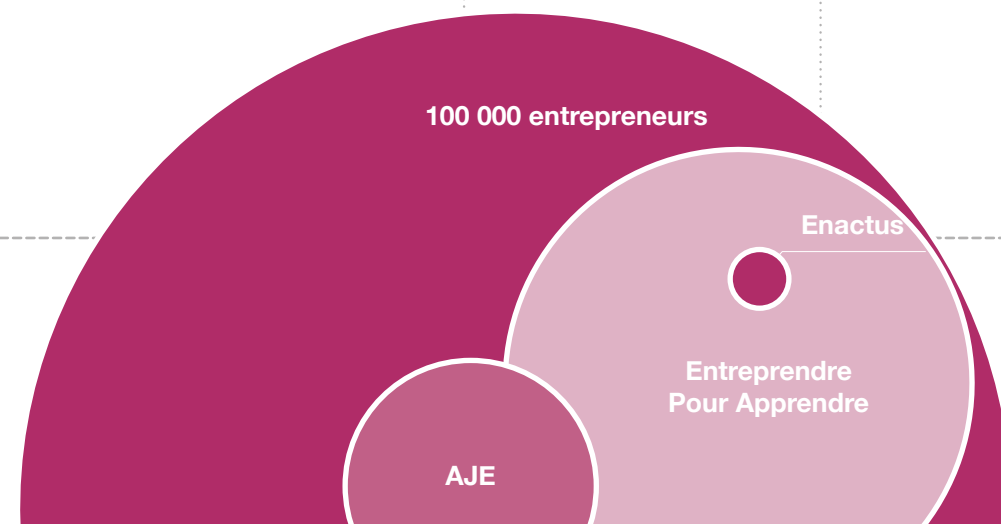 100 000 entrepreneurs
Enactus
Entreprendre
Pour Apprendre
AJE